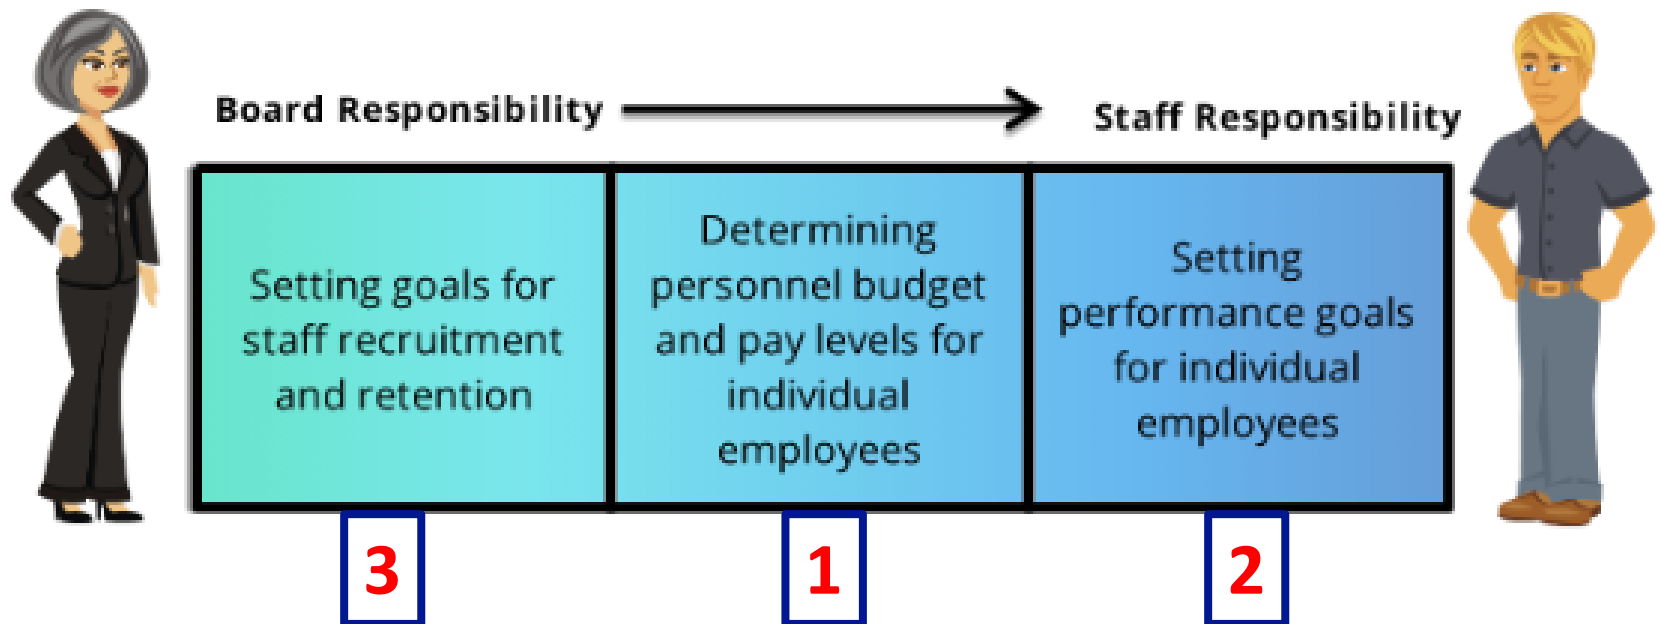 Board Responsibility
Staff Responsibility
Setting goals for
staff recruitment
and retention
Determining
personnel budget
and pay levels for
individual
employees
Setting
performance goals
for individual
employees
3
1
2